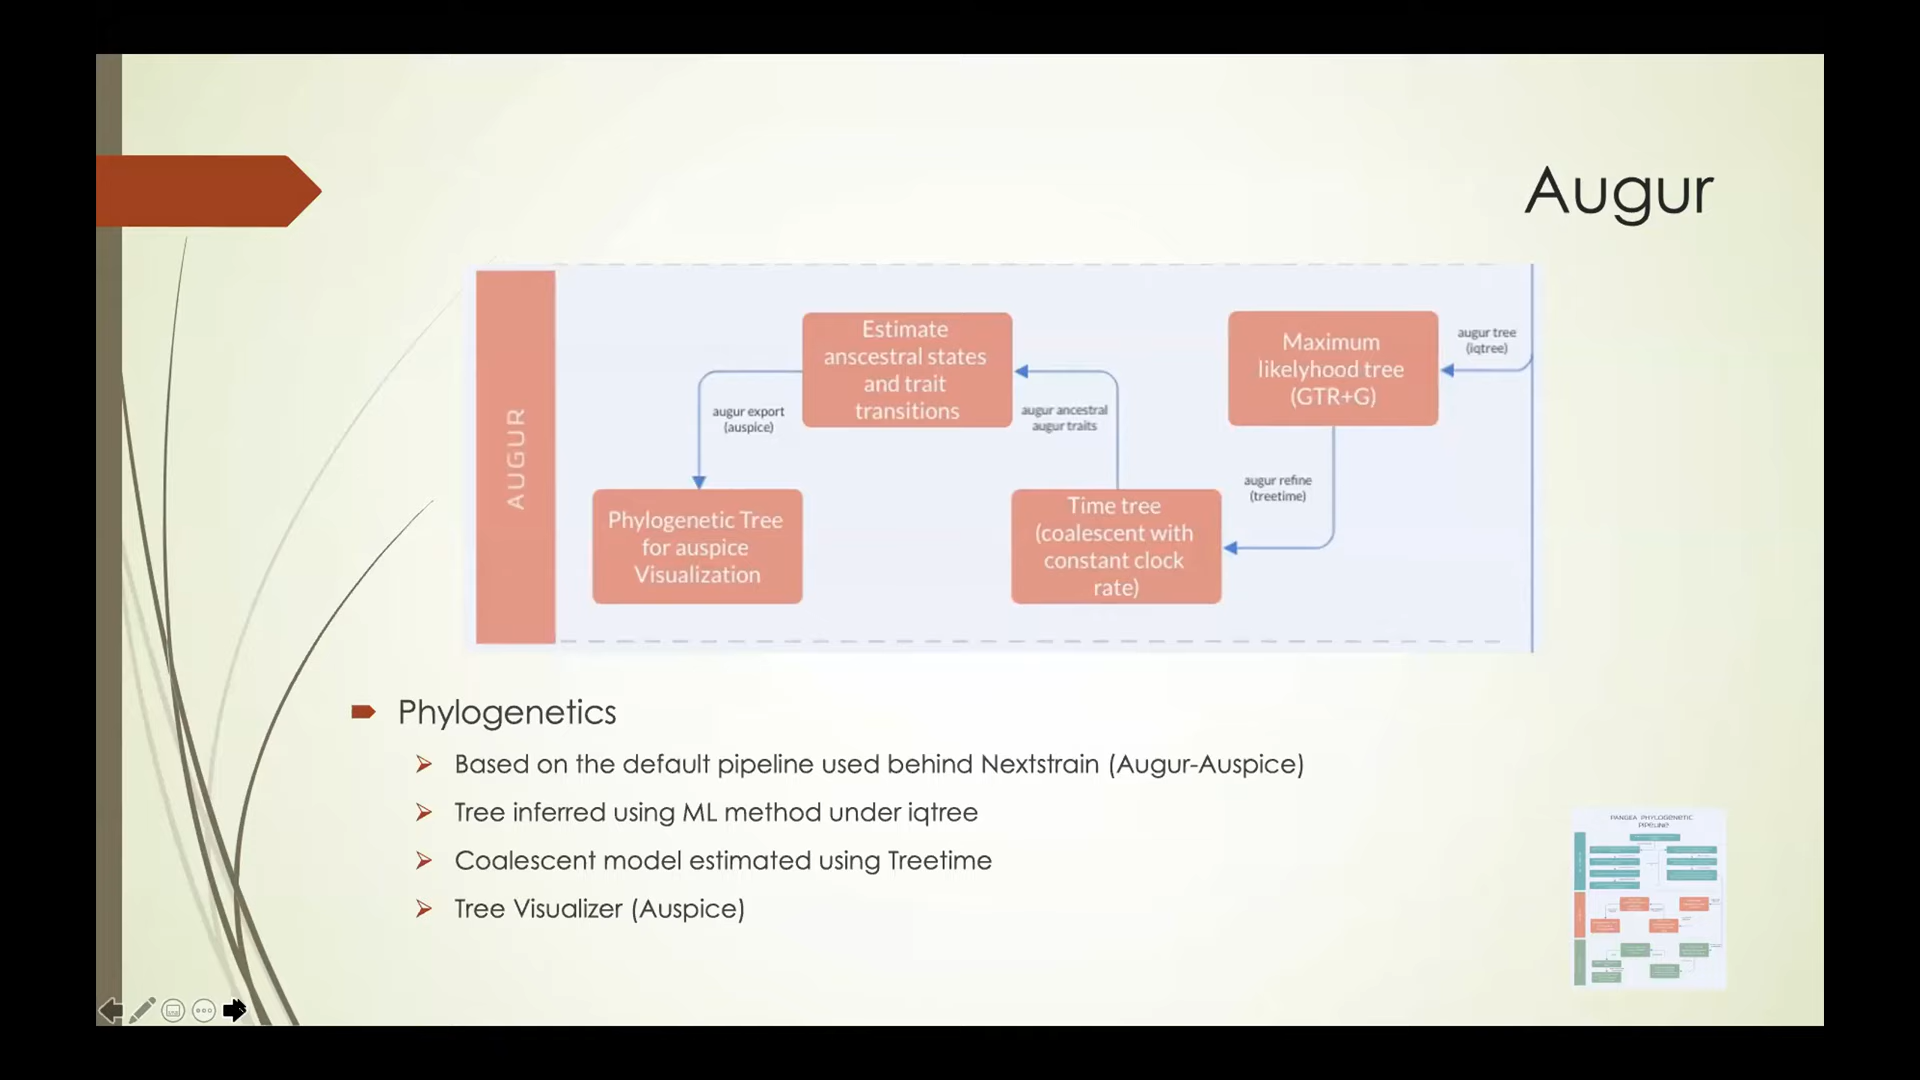 Augur
AUGUR
Estimate
anscestral states
and trait
transitions
Maximum
likelyhood tree
(GTR+G)
augur tree
(iqtree)
augur export
(auspice)
augur ancestral
augur traits
augur refine
(treetime)
Phylogenetic Tree
for auspice
Visualization
Time tree
(coalescent with
constant clock
rate)
Phylogenetics
Based on the default pipeline used behind Nextstrain (Augur-Auspice)
Tree inferred using ML method under iqtree
Coalescent model estimated using Treetime
Tree Visualizer (Auspice)
PANGEA PHYLOGENETIC
PIPELINE